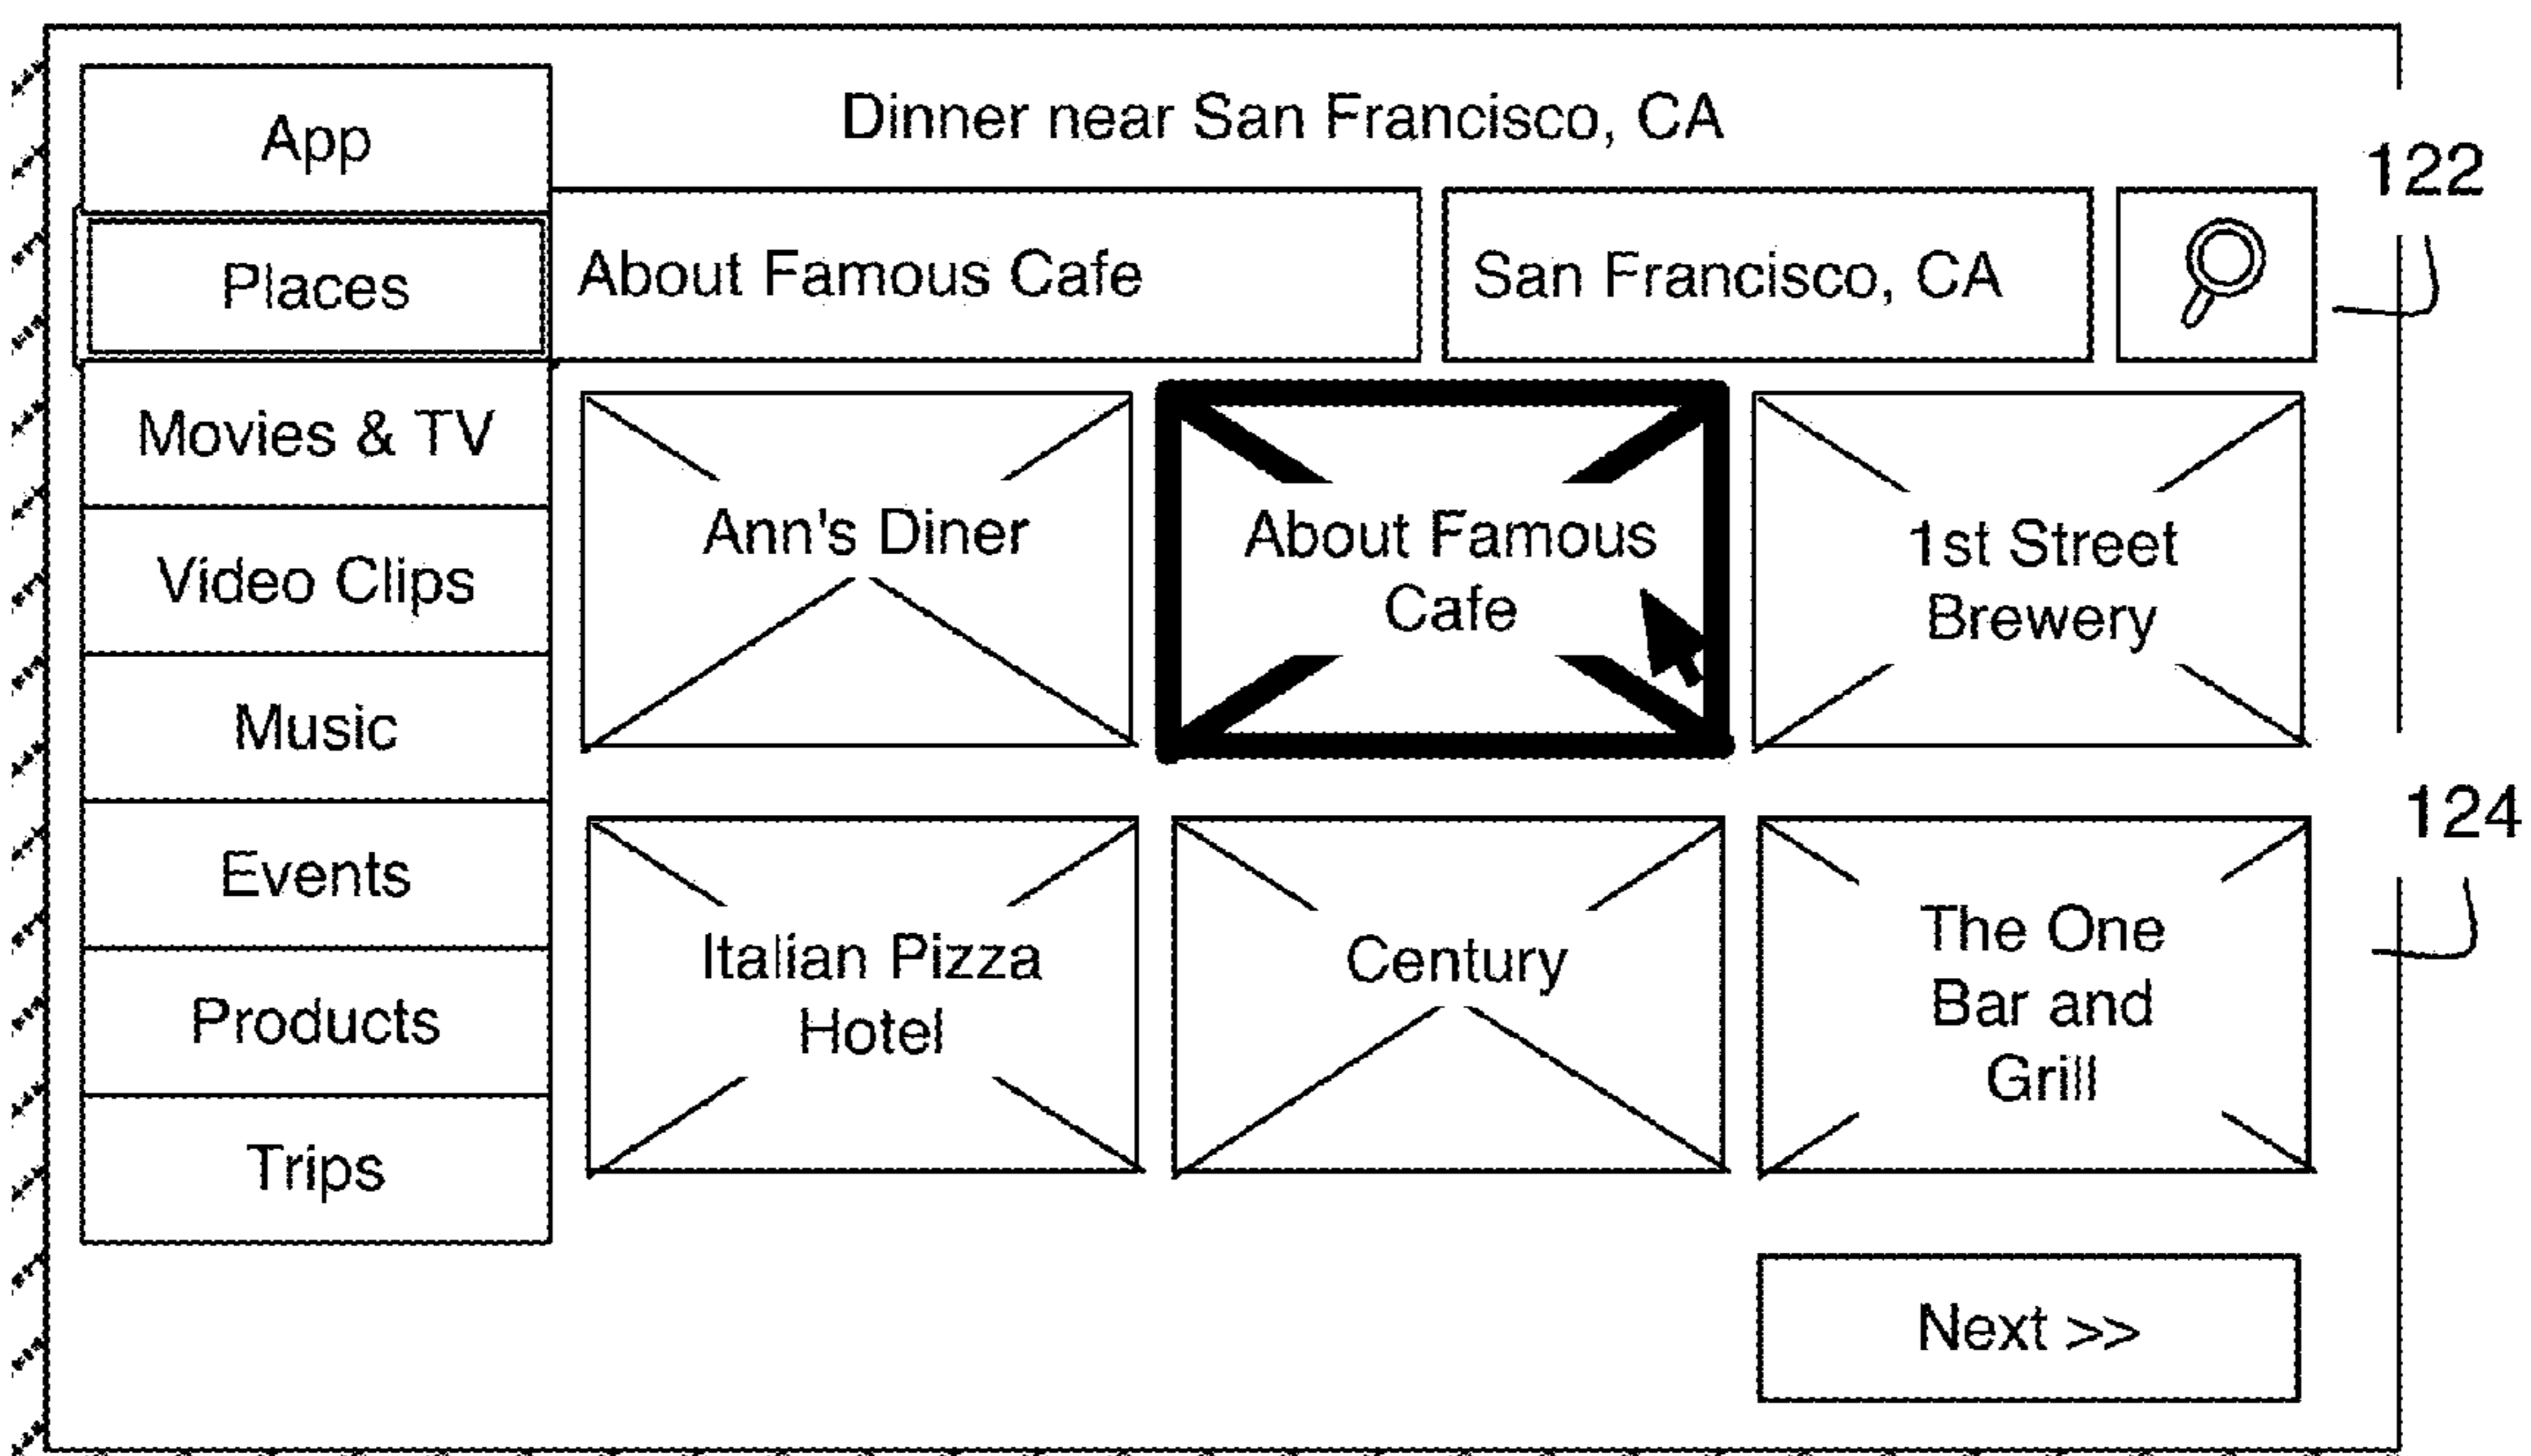 App
Dinner near San Francisco, CA
122
Places
About Famous Cafe
San Francisco, CA
Movies & TV
Video Clips
Music
Events
Products
Trips
Ann's Diner
About Famous
Cafe
1st Street
Brewery
124
Italian Pizza
Hotel
Century
The One
Bar and
Grill
Next >>